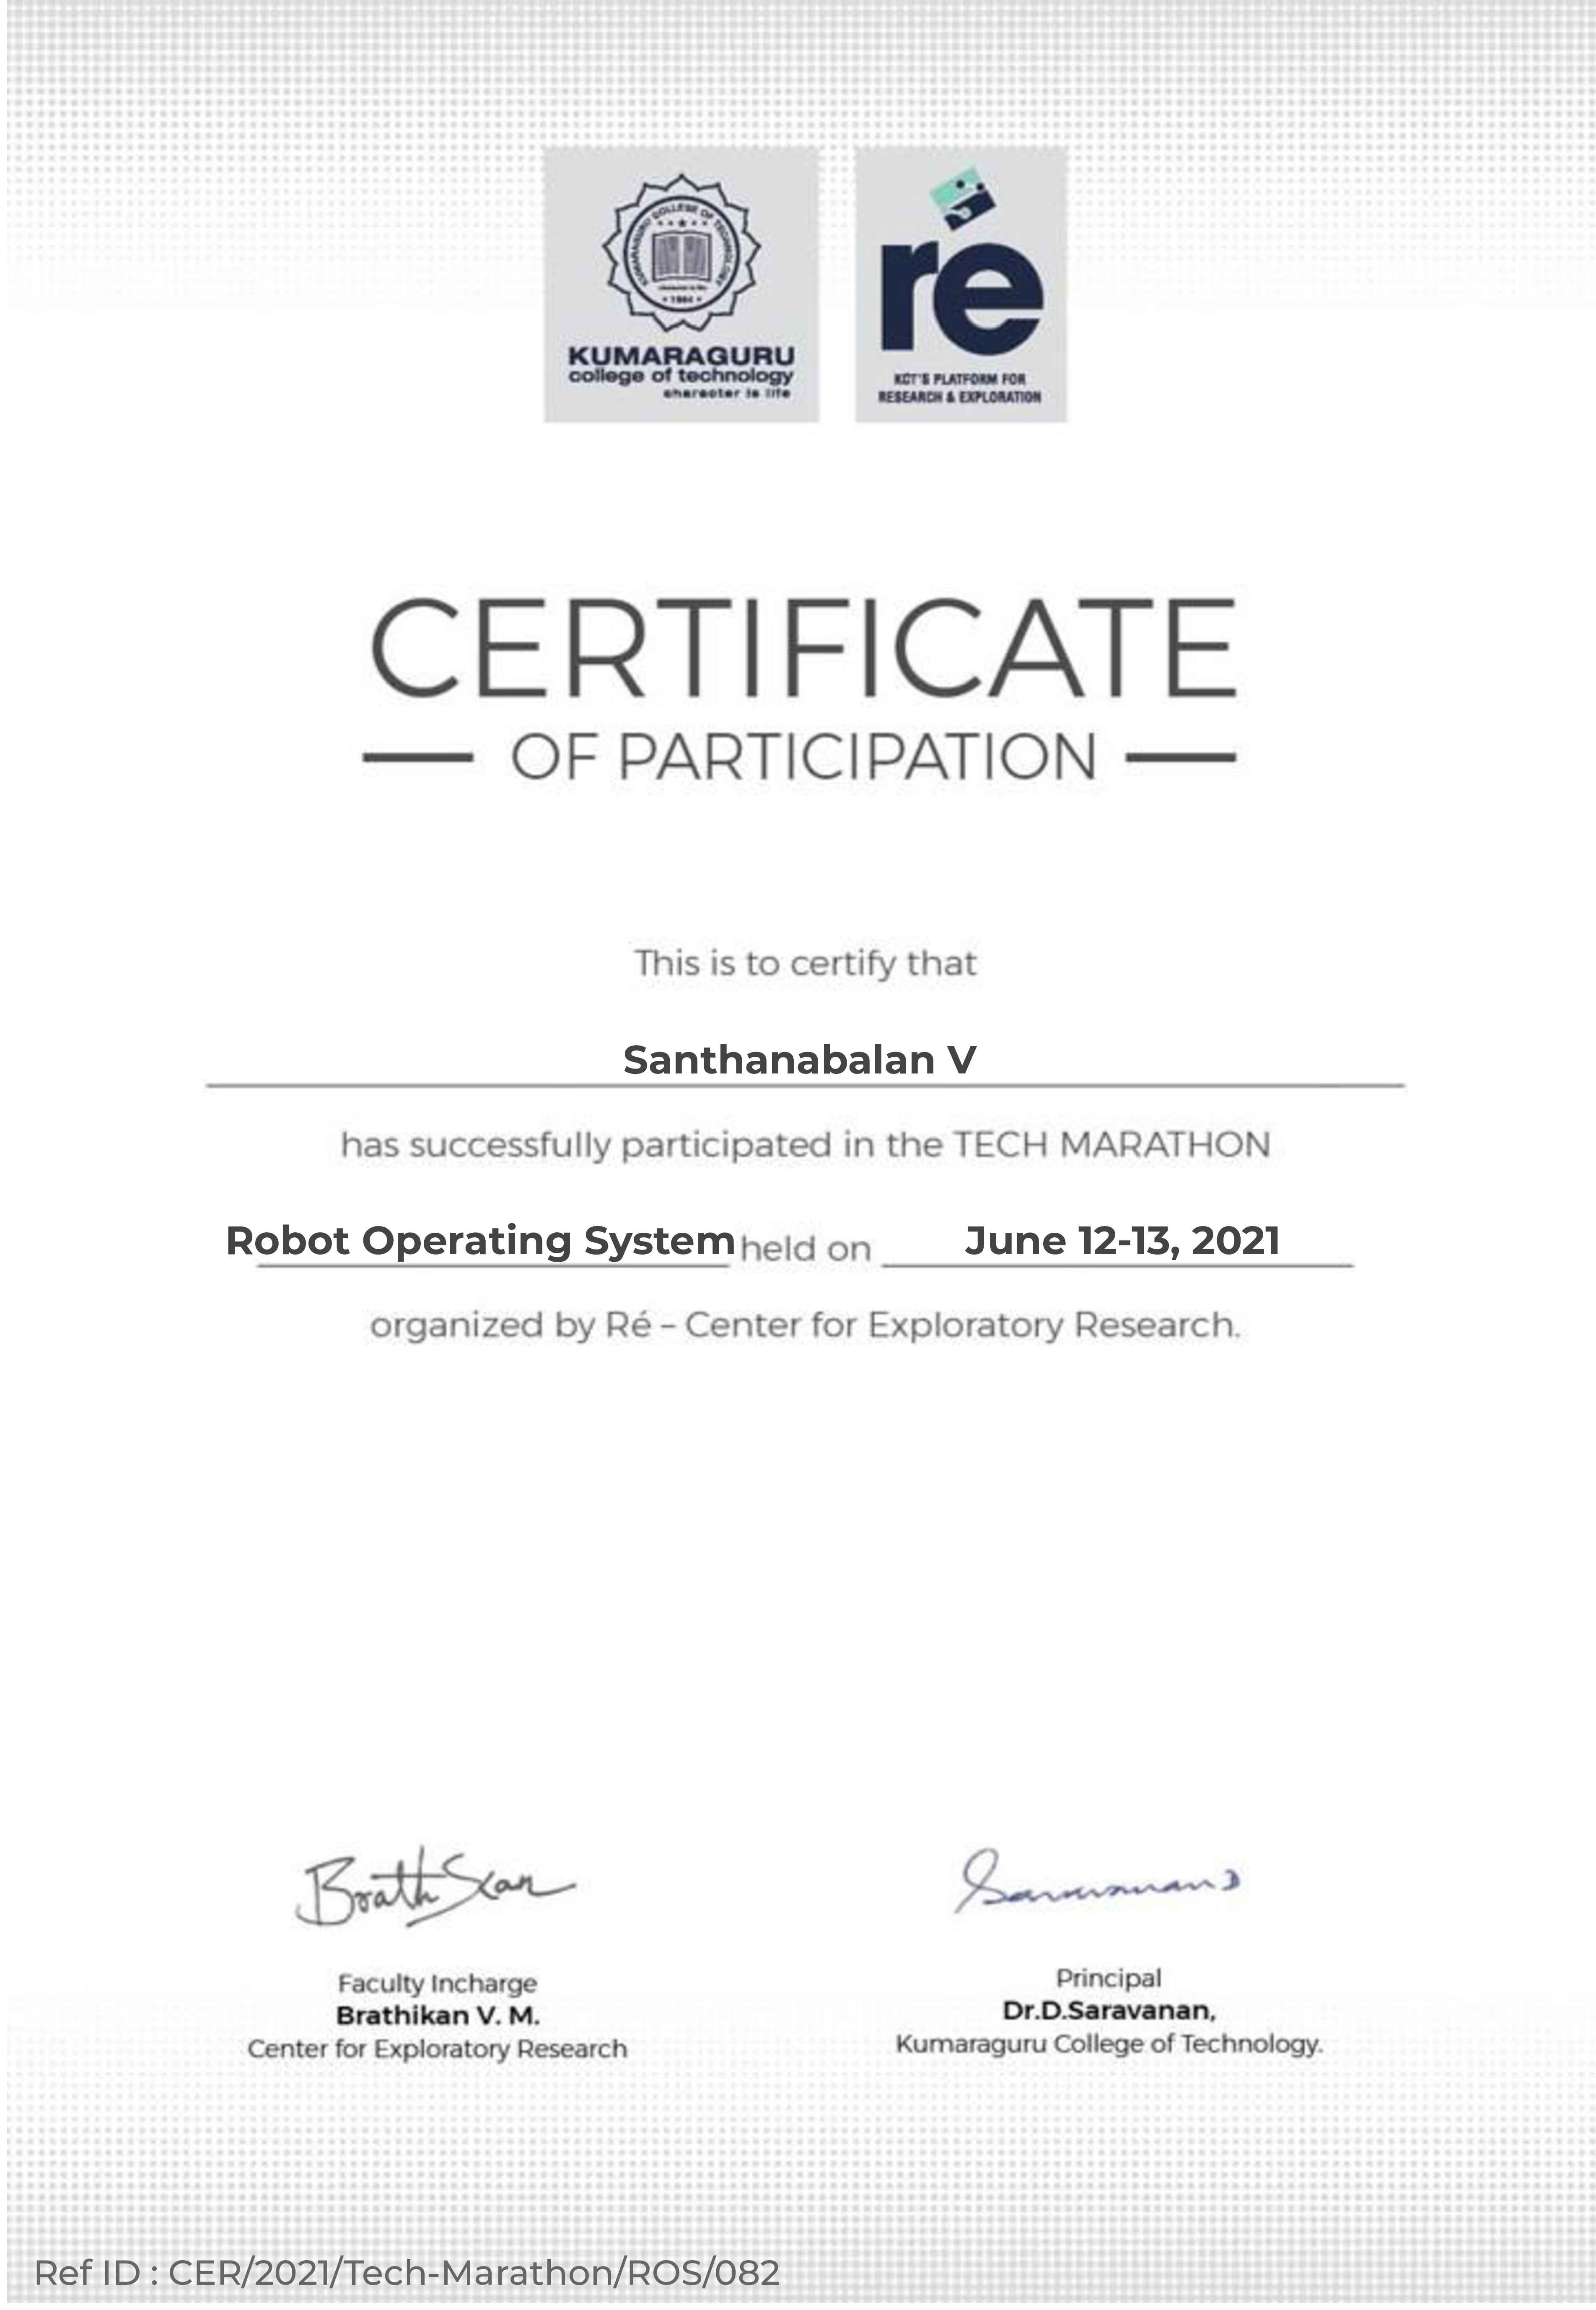 KUMARAGURU COLLEGE OF TECHNOLOGY
1984
KUMARAGURU
college of technology
character is life
ré
KCT'S PLATFORM FOR
RESEARCH & EXPLORATION
CERTIFICATE
OF PARTICIPATION
This is to certify that
Santhanabalan V
has successfully participated in the TECH MARATHON
Robot Operating System held on June 12-13, 2021
organized by Ré – Center for Exploratory Research.
Faculty Incharge
Brathikan V. M.
Center for Exploratory Research
Principal
Dr.D.Saravanan,
Kumaraguru College of Technology.
Ref ID : CER/2021/Tech-Marathon/ROS/082